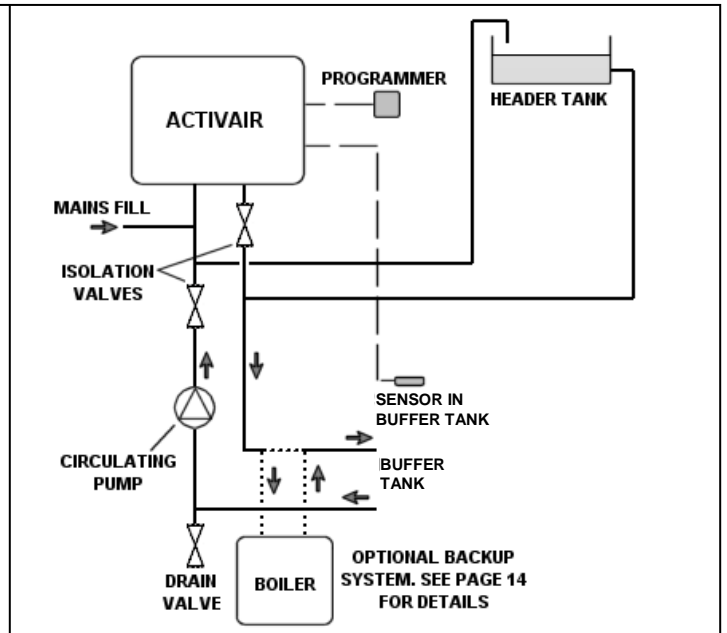 PROGRAMMER
HEADER TANK
ACTIVAIR
MAINS FILL
ISOLATION
VALVES
SENSOR IN
BUFFER TANK
CIRCULATING
PUMP
BUFFER
TANK
DRAIN
VALVE
BOILER
OPTIONAL BACKUP
SYSTEM. SEE PAGE 14
FOR DETAILS